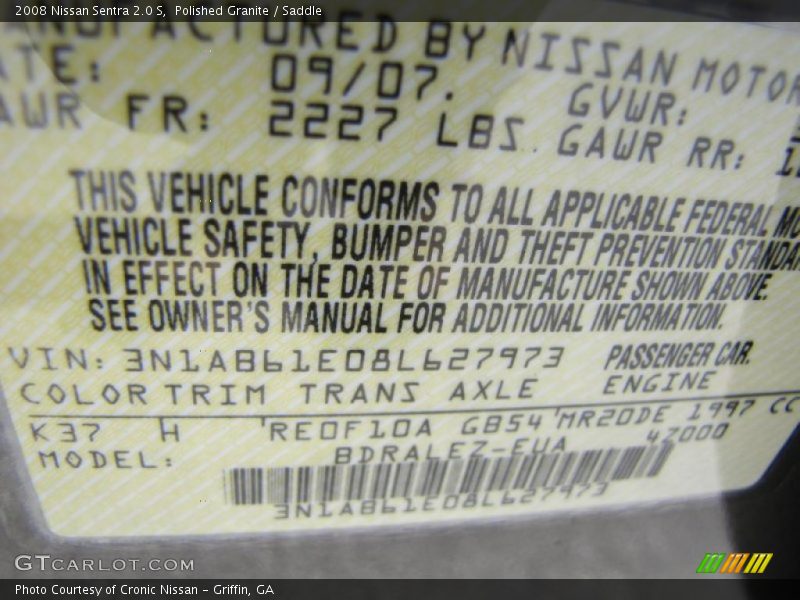 2008 Nissan Sentra 2.0 S, Polished Granite / Saddle
MANUFACTURED BY NISSAN MOTOR
DATE: 09/07. GVWR:
GAWR FR: 2227 LBS. GAWR RR:
THIS VEHICLE CONFORMS TO ALL APPLICABLE FEDERAL MO
VEHICLE SAFETY, BUMPER AND THEFT PREVENTION STANDA
IN EFFECT ON THE DATE OF MANUFACTURE SHOWN ABOVE.
SEE OWNER'S MANUAL FOR ADDITIONAL INFORMATION.
VIN: 3N1AB61E08L627973 PASSENGER CAR.
COLOR TRIM TRANS AXLE ENGINE
K37 H 'RE0F10A GB54 'MR20DE 1997 CC
MODEL: BDRALEZ-EUA 4Z000
3N1AB61E08L627973
GTCARLOT.COM
Photo Courtesy of Cronic Nissan - Griffin, GA